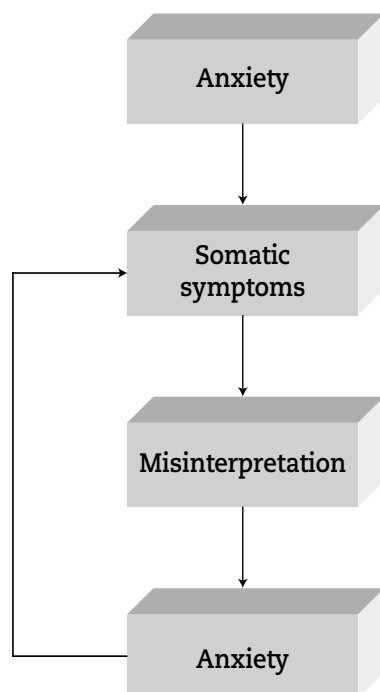 Anxiety
Somatic
symptoms
Misinterpretation
Anxiety